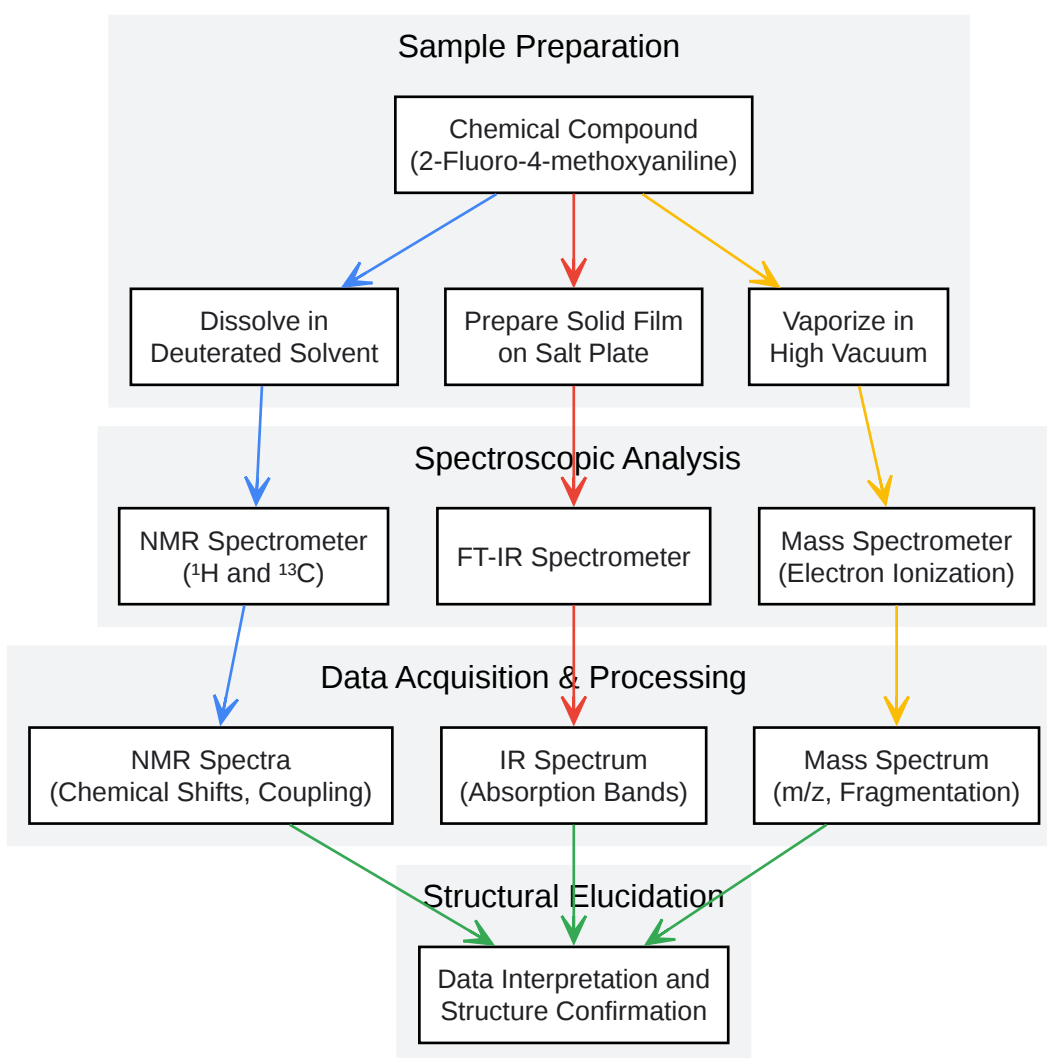 Sample Preparation
Chemical Compound
(2-Fluoro-4-methoxyaniline)
Dissolve in
Deuterated Solvent
Prepare Solid Film
on Salt Plate
Vaporize in
High Vacuum
Spectroscopic Analysis
NMR Spectrometer
(¹H and ¹³C)
FT-IR Spectrometer
Mass Spectrometer
(Electron Ionization)
Data Acquisition & Processing
NMR Spectra
(Chemical Shifts, Coupling)
IR Spectrum
(Absorption Bands)
Mass Spectrum
(m/z, Fragmentation)
Structural Elucidation
Data Interpretation and
Structure Confirmation